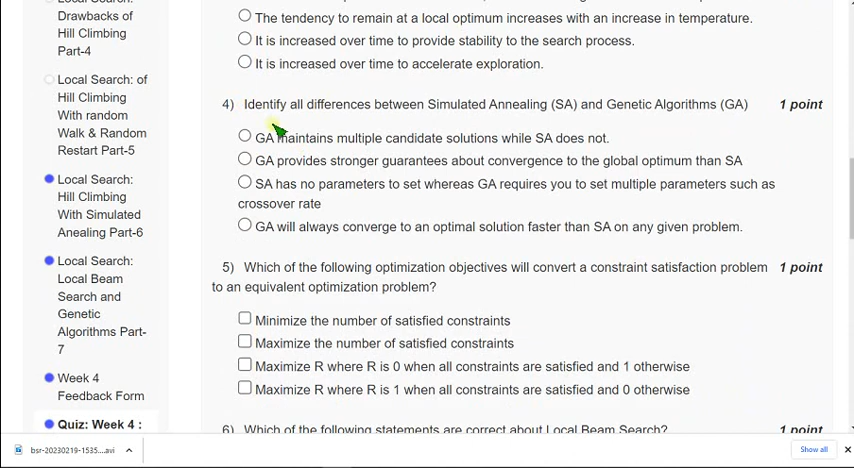 Drawbacks of
Hill Climbing
Part-4
Local Search: of
Hill Climbing
With random
Walk & Random
Restart Part-5
Local Search:
Hill Climbing
With Simulated
Anealing Part-6
Local Search:
Local Beam
Search and
Genetic
Algorithms Part-
7
Week 4
Feedback Form
Quiz: Week 4 :
The tendency to remain at a local optimum increases with an increase in temperature.
It is increased over time to provide stability to the search process.
It is increased over time to accelerate exploration.
4) Identify all differences between Simulated Annealing (SA) and Genetic Algorithms (GA) 1 point
GA maintains multiple candidate solutions while SA does not.
GA provides stronger guarantees about convergence to the global optimum than SA
SA has no parameters to set whereas GA requires you to set multiple parameters such as
crossover rate
GA will always converge to an optimal solution faster than SA on any given problem.
5) Which of the following optimization objectives will convert a constraint satisfaction problem 1 point
to an equivalent optimization problem?
Minimize the number of satisfied constraints
Maximize the number of satisfied constraints
Maximize R where R is 0 when all constraints are satisfied and 1 otherwise
Maximize R where R is 1 when all constraints are satisfied and 0 otherwise
6) Which of the following statements are correct about Local Beam Search? 1 point
bsr-20230219-1535....avi
Show all